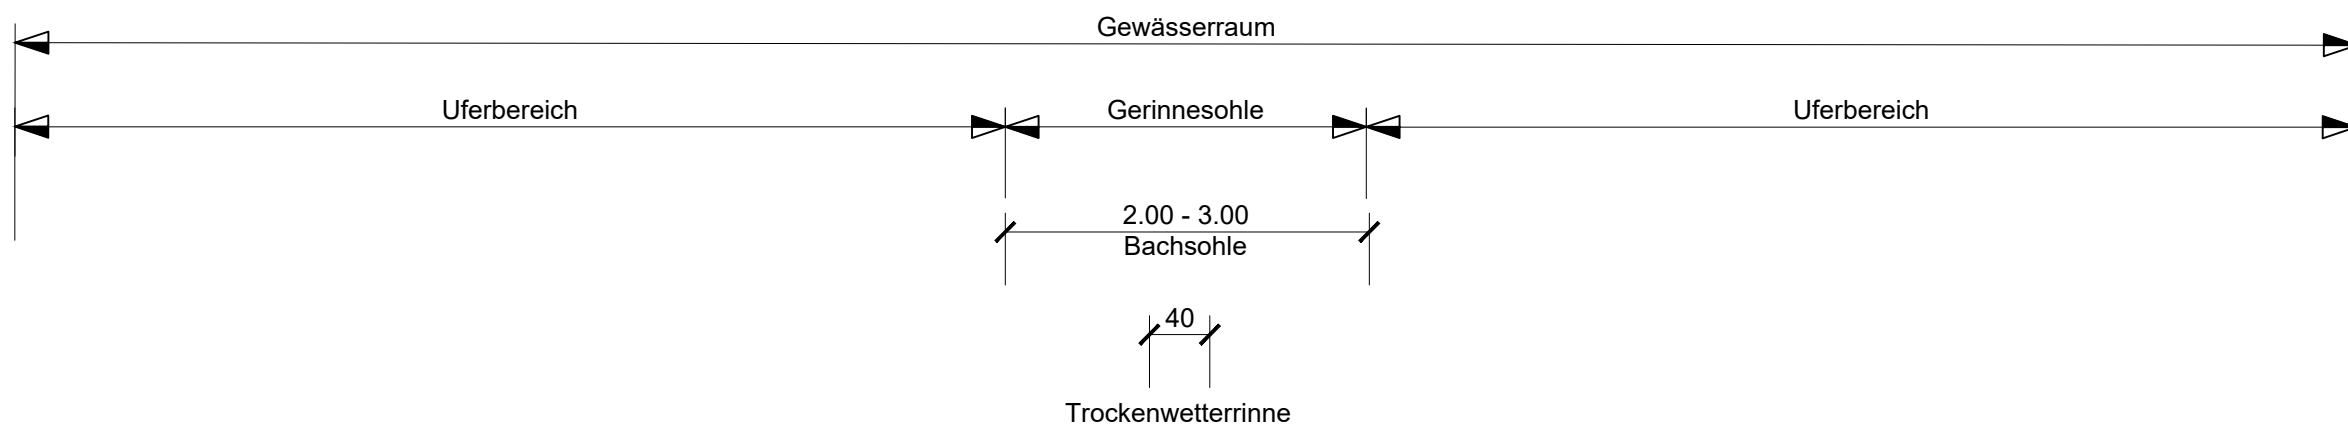 Gewässerraum
Uferbereich
Gerinnesohle
Uferbereich
2.00 - 3.00
Bachsohle
40
Trockenwetterrinne